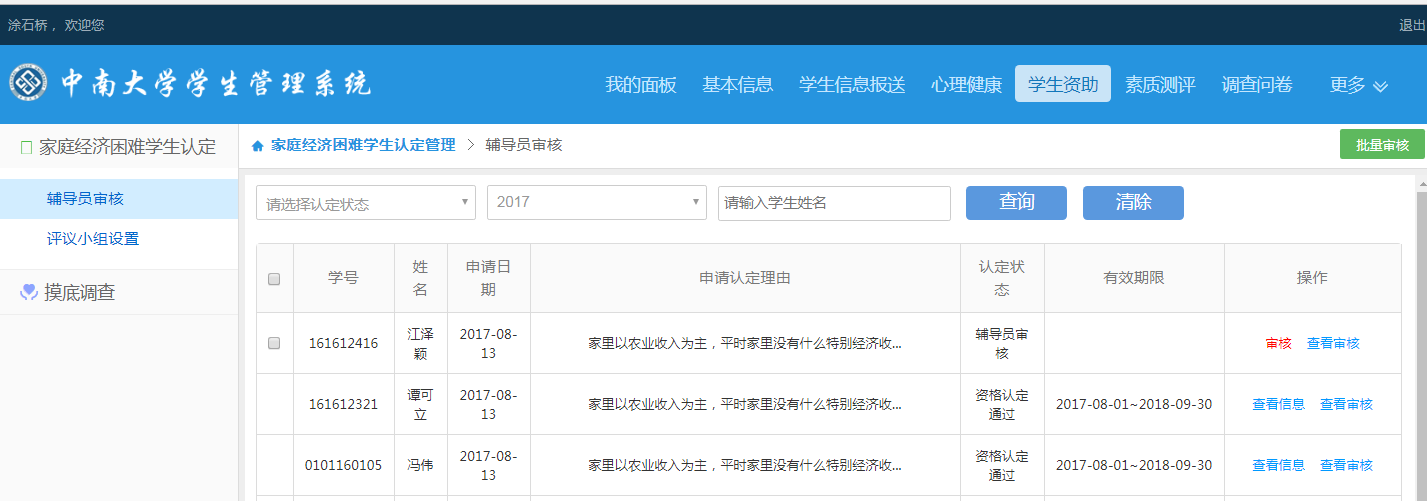 涂石桥， 欢迎您
退出
中南大学学生管理系统
我的面板 基本信息 学生信息报送 心理健康 学生资助 素质测评 调查问卷 更多
家庭经济困难学生认定
辅导员审核
评议小组设置
摸底调查
家庭经济困难学生认定管理 > 辅导员审核
批量审核
请选择认定状态 2017 请输入学生姓名 查询 清除
学号 姓名 申请日期 申请认定理由 认定状态 有效期限 操作
161612416 江泽颖 2017-08-13 家里以农业收入为主，平时家里没有什么特别经济收... 辅导员审核 审核 查看审核
161612321 谭可立 2017-08-13 家里以农业收入为主，平时家里没有什么特别经济收... 资格认定通过 2017-08-01~2018-09-30 查看信息 查看审核
0101160105 冯伟 2017-08-13 家里以农业收入为主，平时家里没有什么特别经济收... 资格认定通过 2017-08-01~2018-09-30 查看信息 查看审核